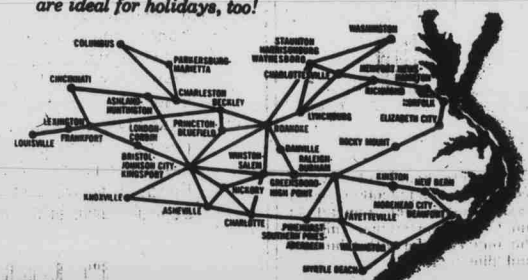 are ideal for holidays, too!
WASHINGTON
COLUMBUS
STAUNTON
HARRISONBURG
WAYNESBORO
PARKERSBURG-
MARIETTA
CHARLOTTESVILLE
NEWPORT NEWS
CINCINNATI
RICHMOND
CHARLESTON
ASHLAND-
HUNTINGTON
BECKLEY
NORFOLK
LYNCHBURG
ELIZABETH CITY
LEXINGTON
FRANKFORT
LOUISVILLE
LONDON-
CORBIN
PRINCETON-
BLUEFIELD
ROANOKE
ROCKY MOUNT
DANVILLE
BRISTOL-
JOHNSON CITY-
KINGSPORT
WINSTON
SALEM
RALEIGH
DURHAM
GREENSBORO-
HIGH POINT
HICKORY
KINSTON
NEW BERN
KNOXVILLE
ASHEVILLE
CHARLOTTE
MOREHEAD CITY-
BEAUFORT
PINEHURST-
SOUTHERN PINES-
ABERDEEN
FAYETTEVILLE
WILMINGTON
MYRTLE BEACH